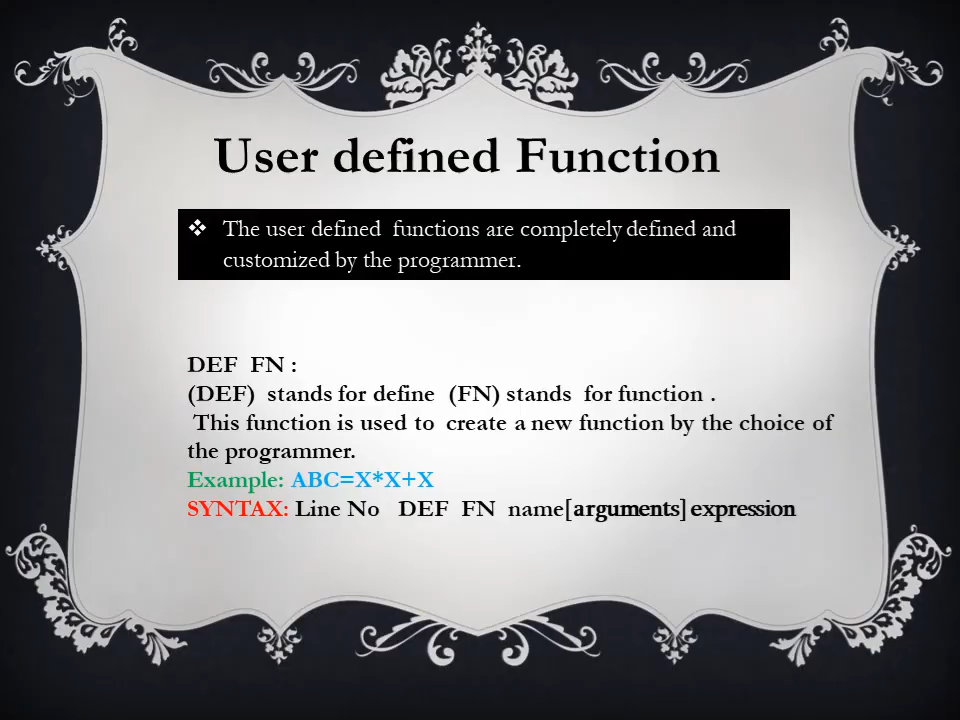 User defined Function
❖ The user defined functions are completely defined and
customized by the programmer.
DEF FN :
(DEF) stands for define (FN) stands for function .
This function is used to create a new function by the choice of
the programmer.
Example: ABC=X*X+X
SYNTAX: Line No DEF FN name[arguments] expression